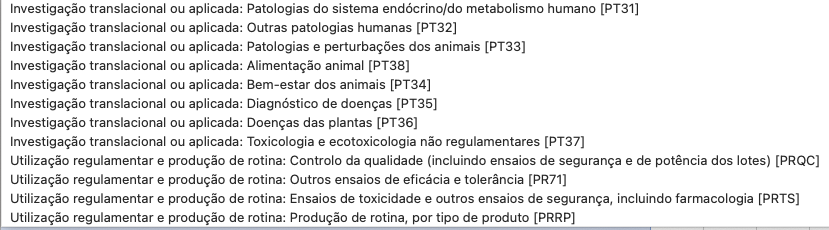 Investigação translacional ou aplicada: Patologias do sistema endócrino/do metabolismo humano [PT31]
Investigação translacional ou aplicada: Outras patologias humanas [PT32]
Investigação translacional ou aplicada: Patologias e perturbações dos animais [PT33]
Investigação translacional ou aplicada: Alimentação animal [PT38]
Investigação translacional ou aplicada: Bem-estar dos animais [PT34]
Investigação translacional ou aplicada: Diagnóstico de doenças [PT35]
Investigação translacional ou aplicada: Doenças das plantas [PT36]
Investigação translacional ou aplicada: Toxicologia e ecotoxicologia não regulamentares [PT37]
Utilização regulamentar e produção de rotina: Controlo da qualidade (incluindo ensaios de segurança e de potência dos lotes) [PRQC]
Utilização regulamentar e produção de rotina: Outros ensaios de eficácia e tolerância [PR71]
Utilização regulamentar e produção de rotina: Ensaios de toxicidade e outros ensaios de segurança, incluindo farmacologia [PRTS]
Utilização regulamentar e produção de rotina: Produção de rotina, por tipo de produto [PRRP]